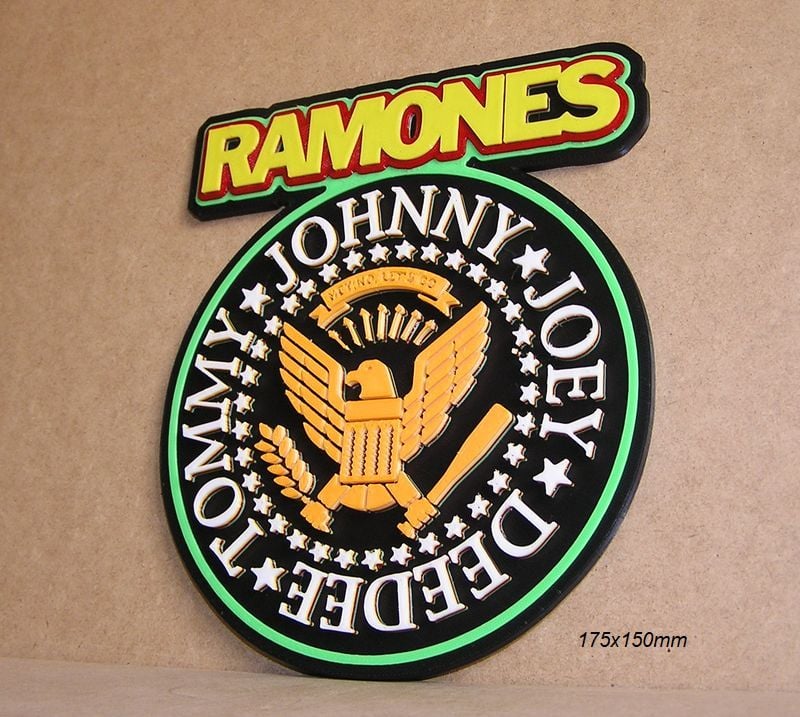 RAMONES
JOHNNY ★ JOEY ★ DEEDEE ★ TOMMY ★
HEY HO, LET'S GO
175x150mm